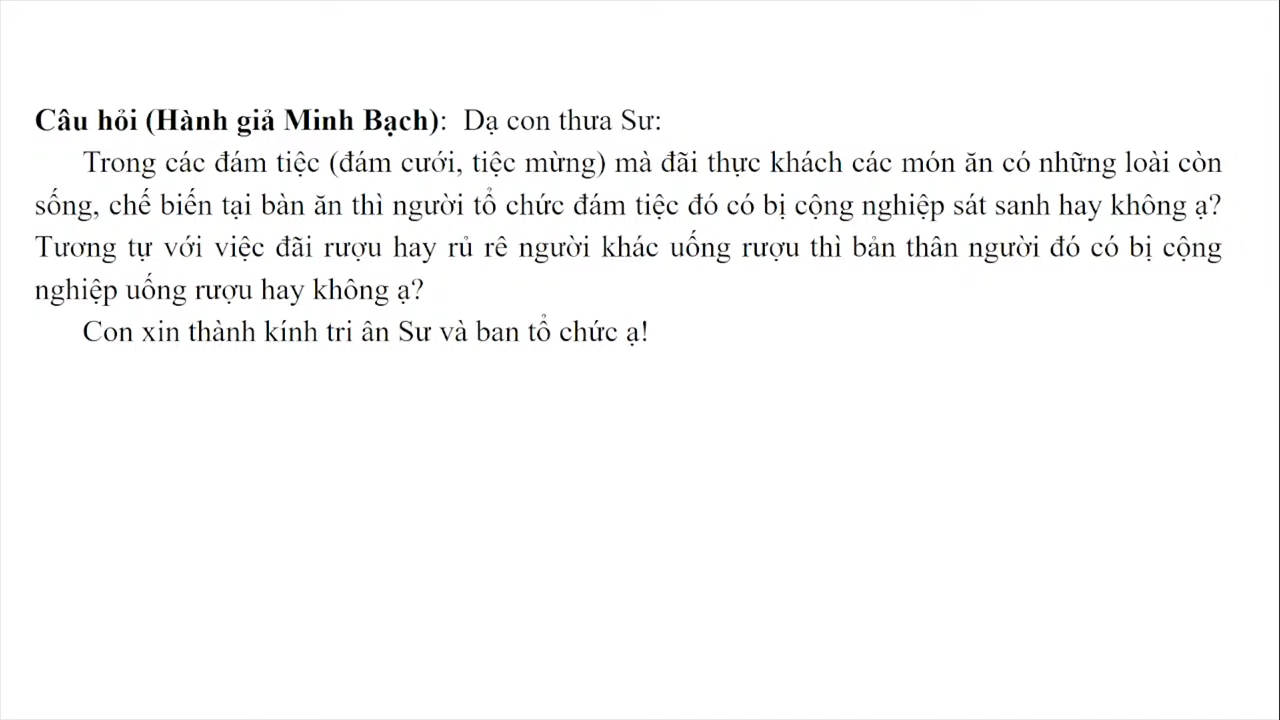 Câu hỏi (Hành giả Minh Bạch): Dạ con thưa Sư:
Trong các đám tiệc (đám cưới, tiệc mừng) mà đãi thực khách các món ăn có những loài còn
sống, chế biến tại bàn ăn thì người tổ chức đám tiệc đó có bị cộng nghiệp sát sanh hay không ạ?
Tương tự với việc đãi rượu hay rủ rê người khác uống rượu thì bản thân người đó có bị cộng
nghiệp uống rượu hay không ạ?
Con xin thành kính tri ân Sư và ban tổ chức ạ!